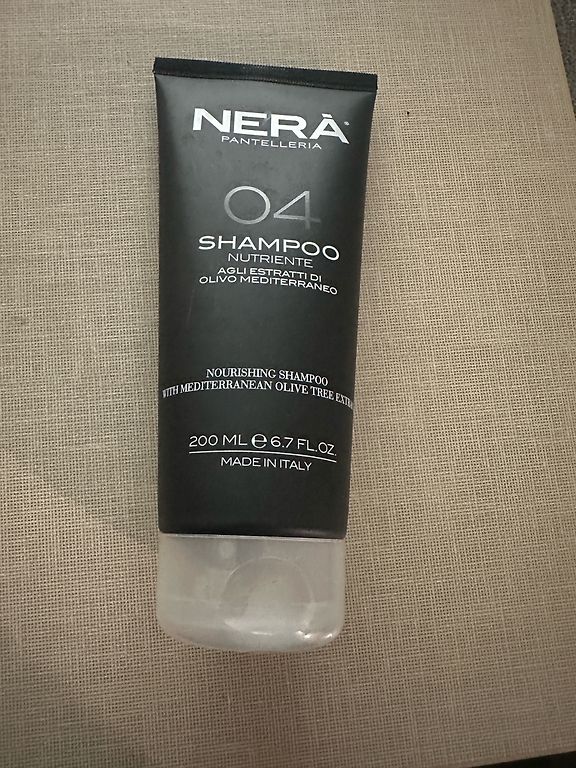 NERÀ®
PANTELLERIA
04
SHAMPOO
NUTRIENTE
AGLI ESTRATTI DI
OLIVO MEDITERRANEO
NOURISHING SHAMPOO
WITH MEDITERRANEAN OLIVE TREE
200 ML ℮ 6.7 FL.OZ.
MADE IN ITALY